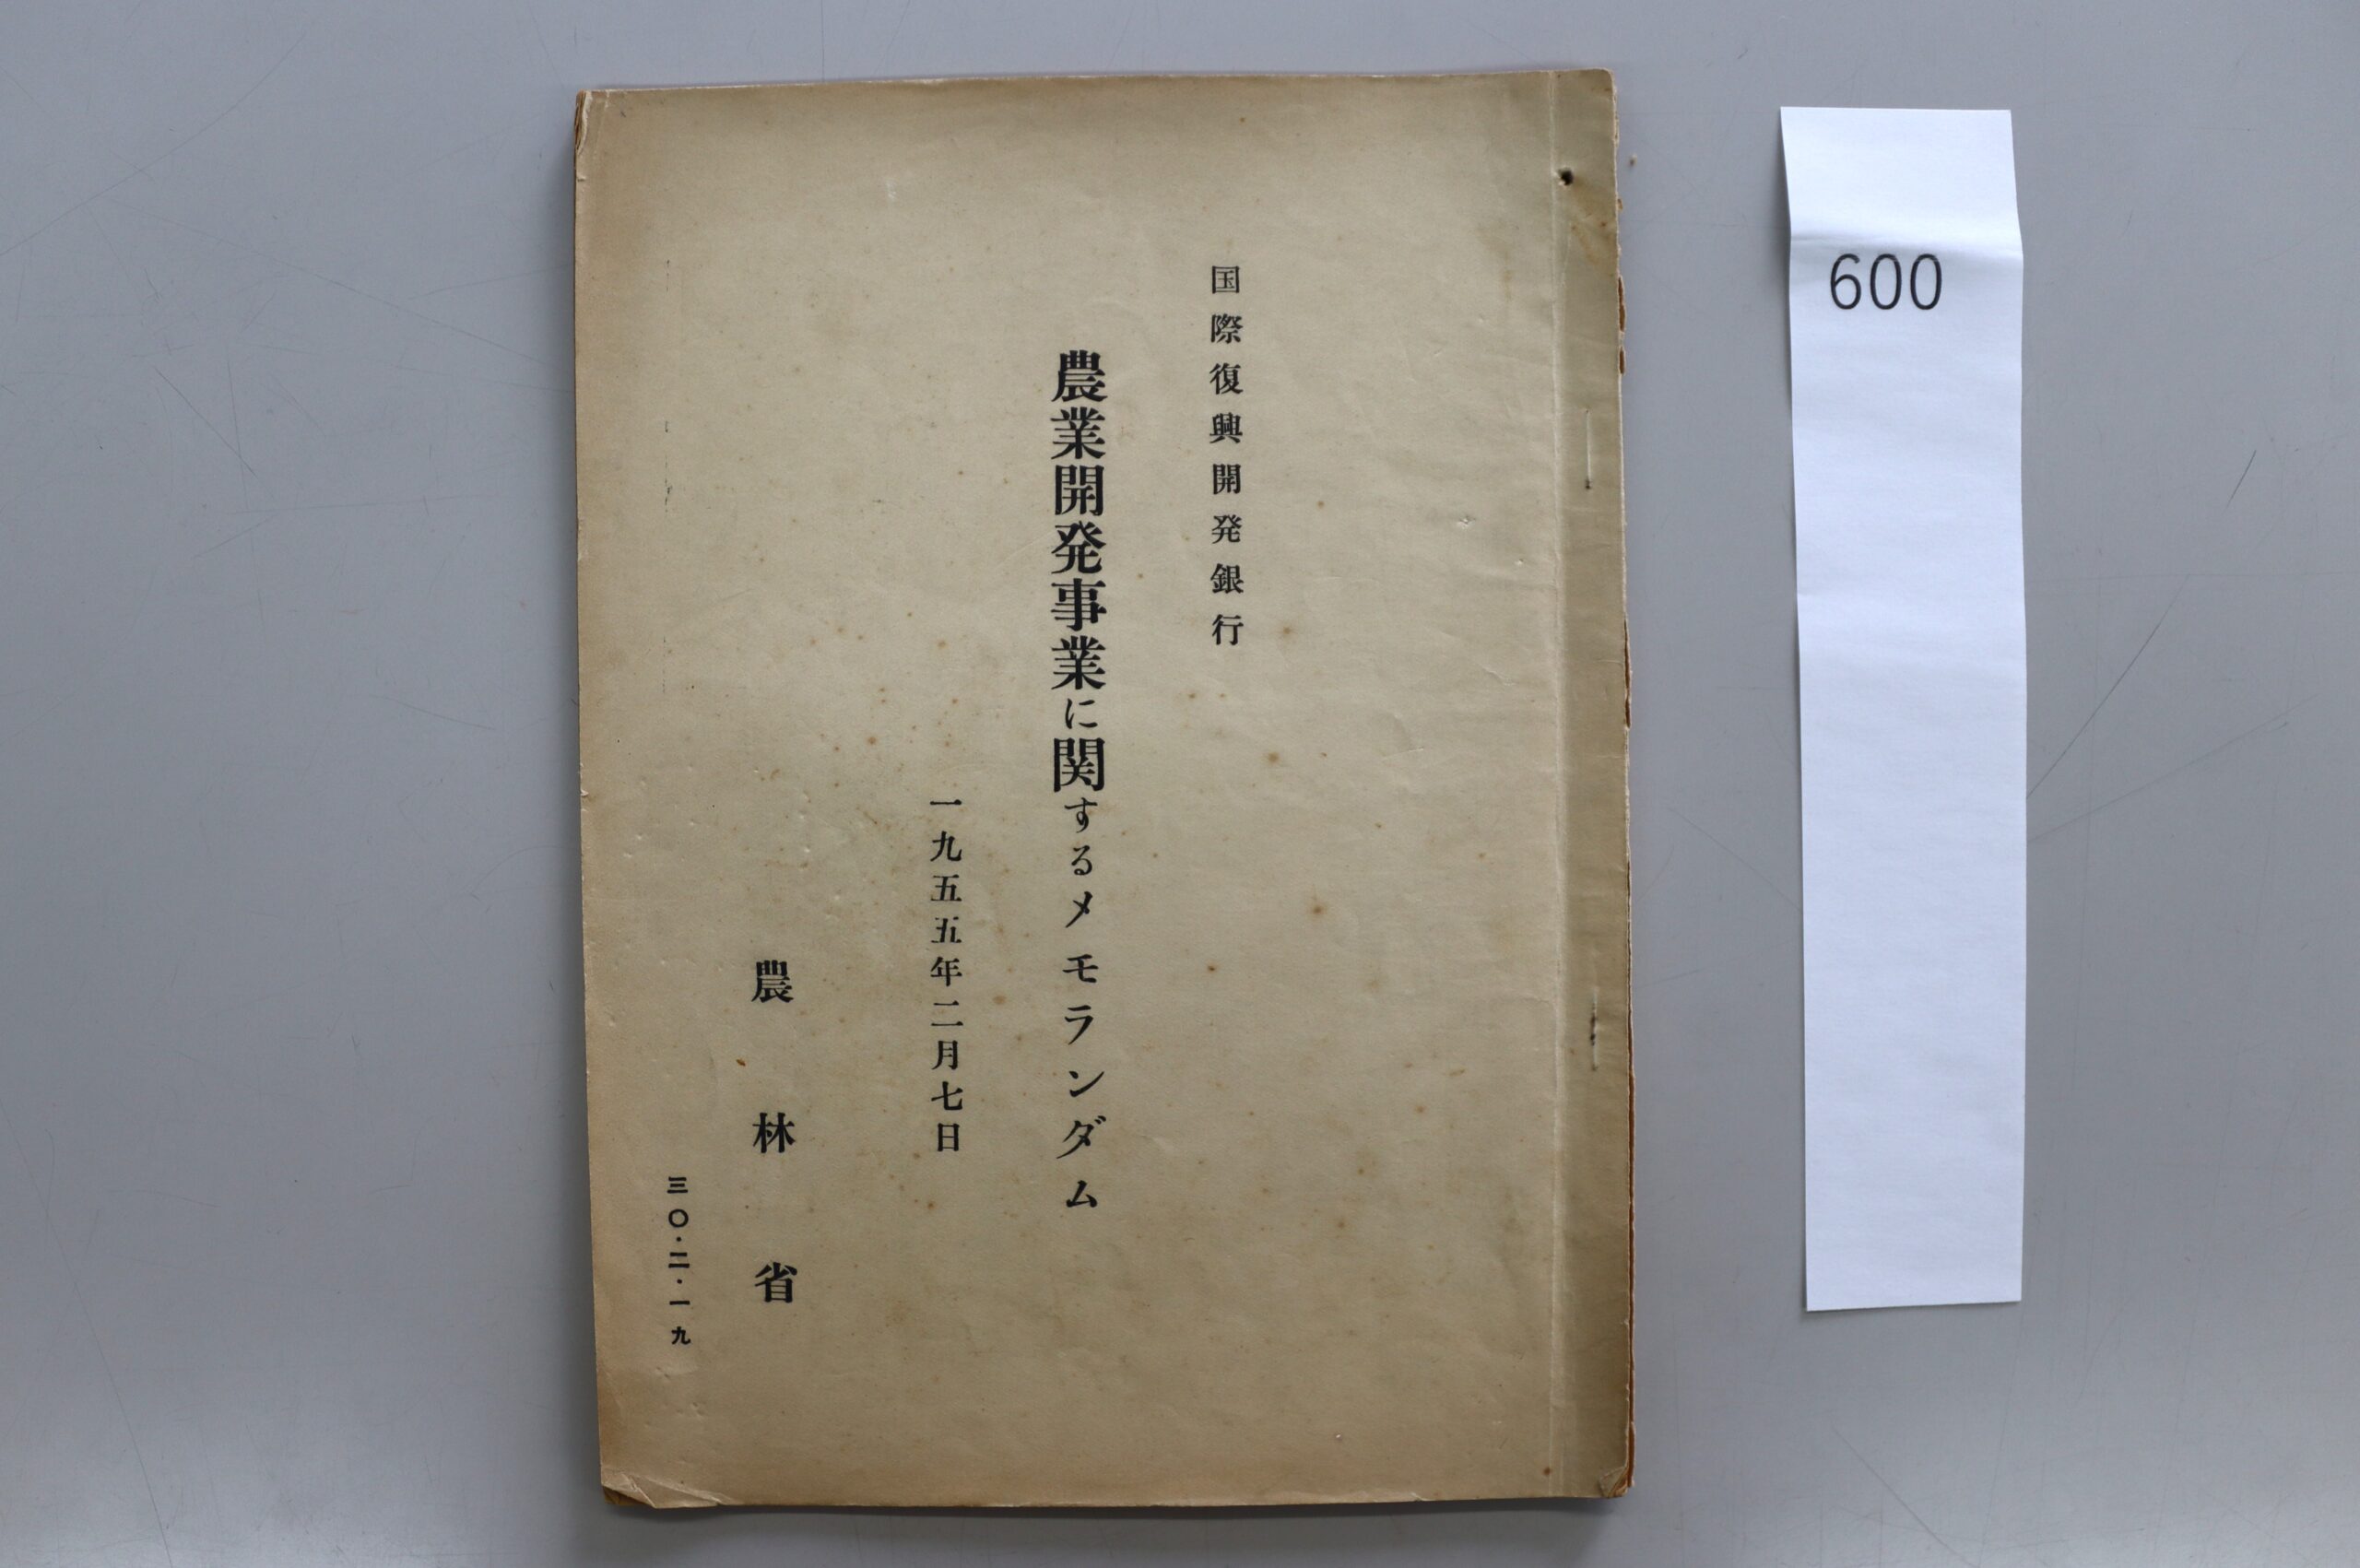 国際復興開発銀行
農業開発事業に関するメモランダム
一九五五年二月七日
農林省
三〇・二・一九
600